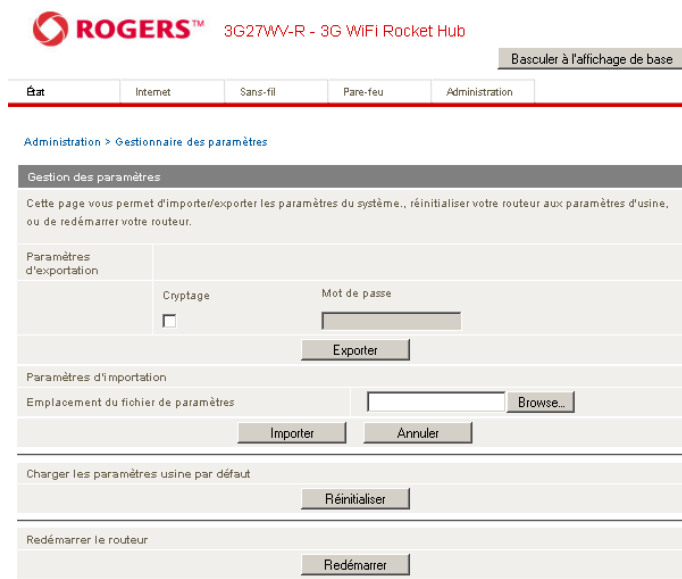 ROGERS™ 3G27WV-R - 3G WiFi Rocket Hub
Basculer à l'affichage de base
État Internet Sans-fil Pare-feu Administration
Administration > Gestionnaire des paramètres
Gestion des paramètres
Cette page vous permet d'importer/exporter les paramètres du système., réinitialiser votre routeur aux paramètres d'usine,
ou de redémarrer votre routeur.
Paramètres
d'exportation
Cryptage Mot de passe
Exporter
Paramètres d'importation
Emplacement du fichier de paramètres Browse...
Importer Annuler
Charger les paramètres usine par défaut
Réinitialiser
Redémarrer le routeur
Redémarrer